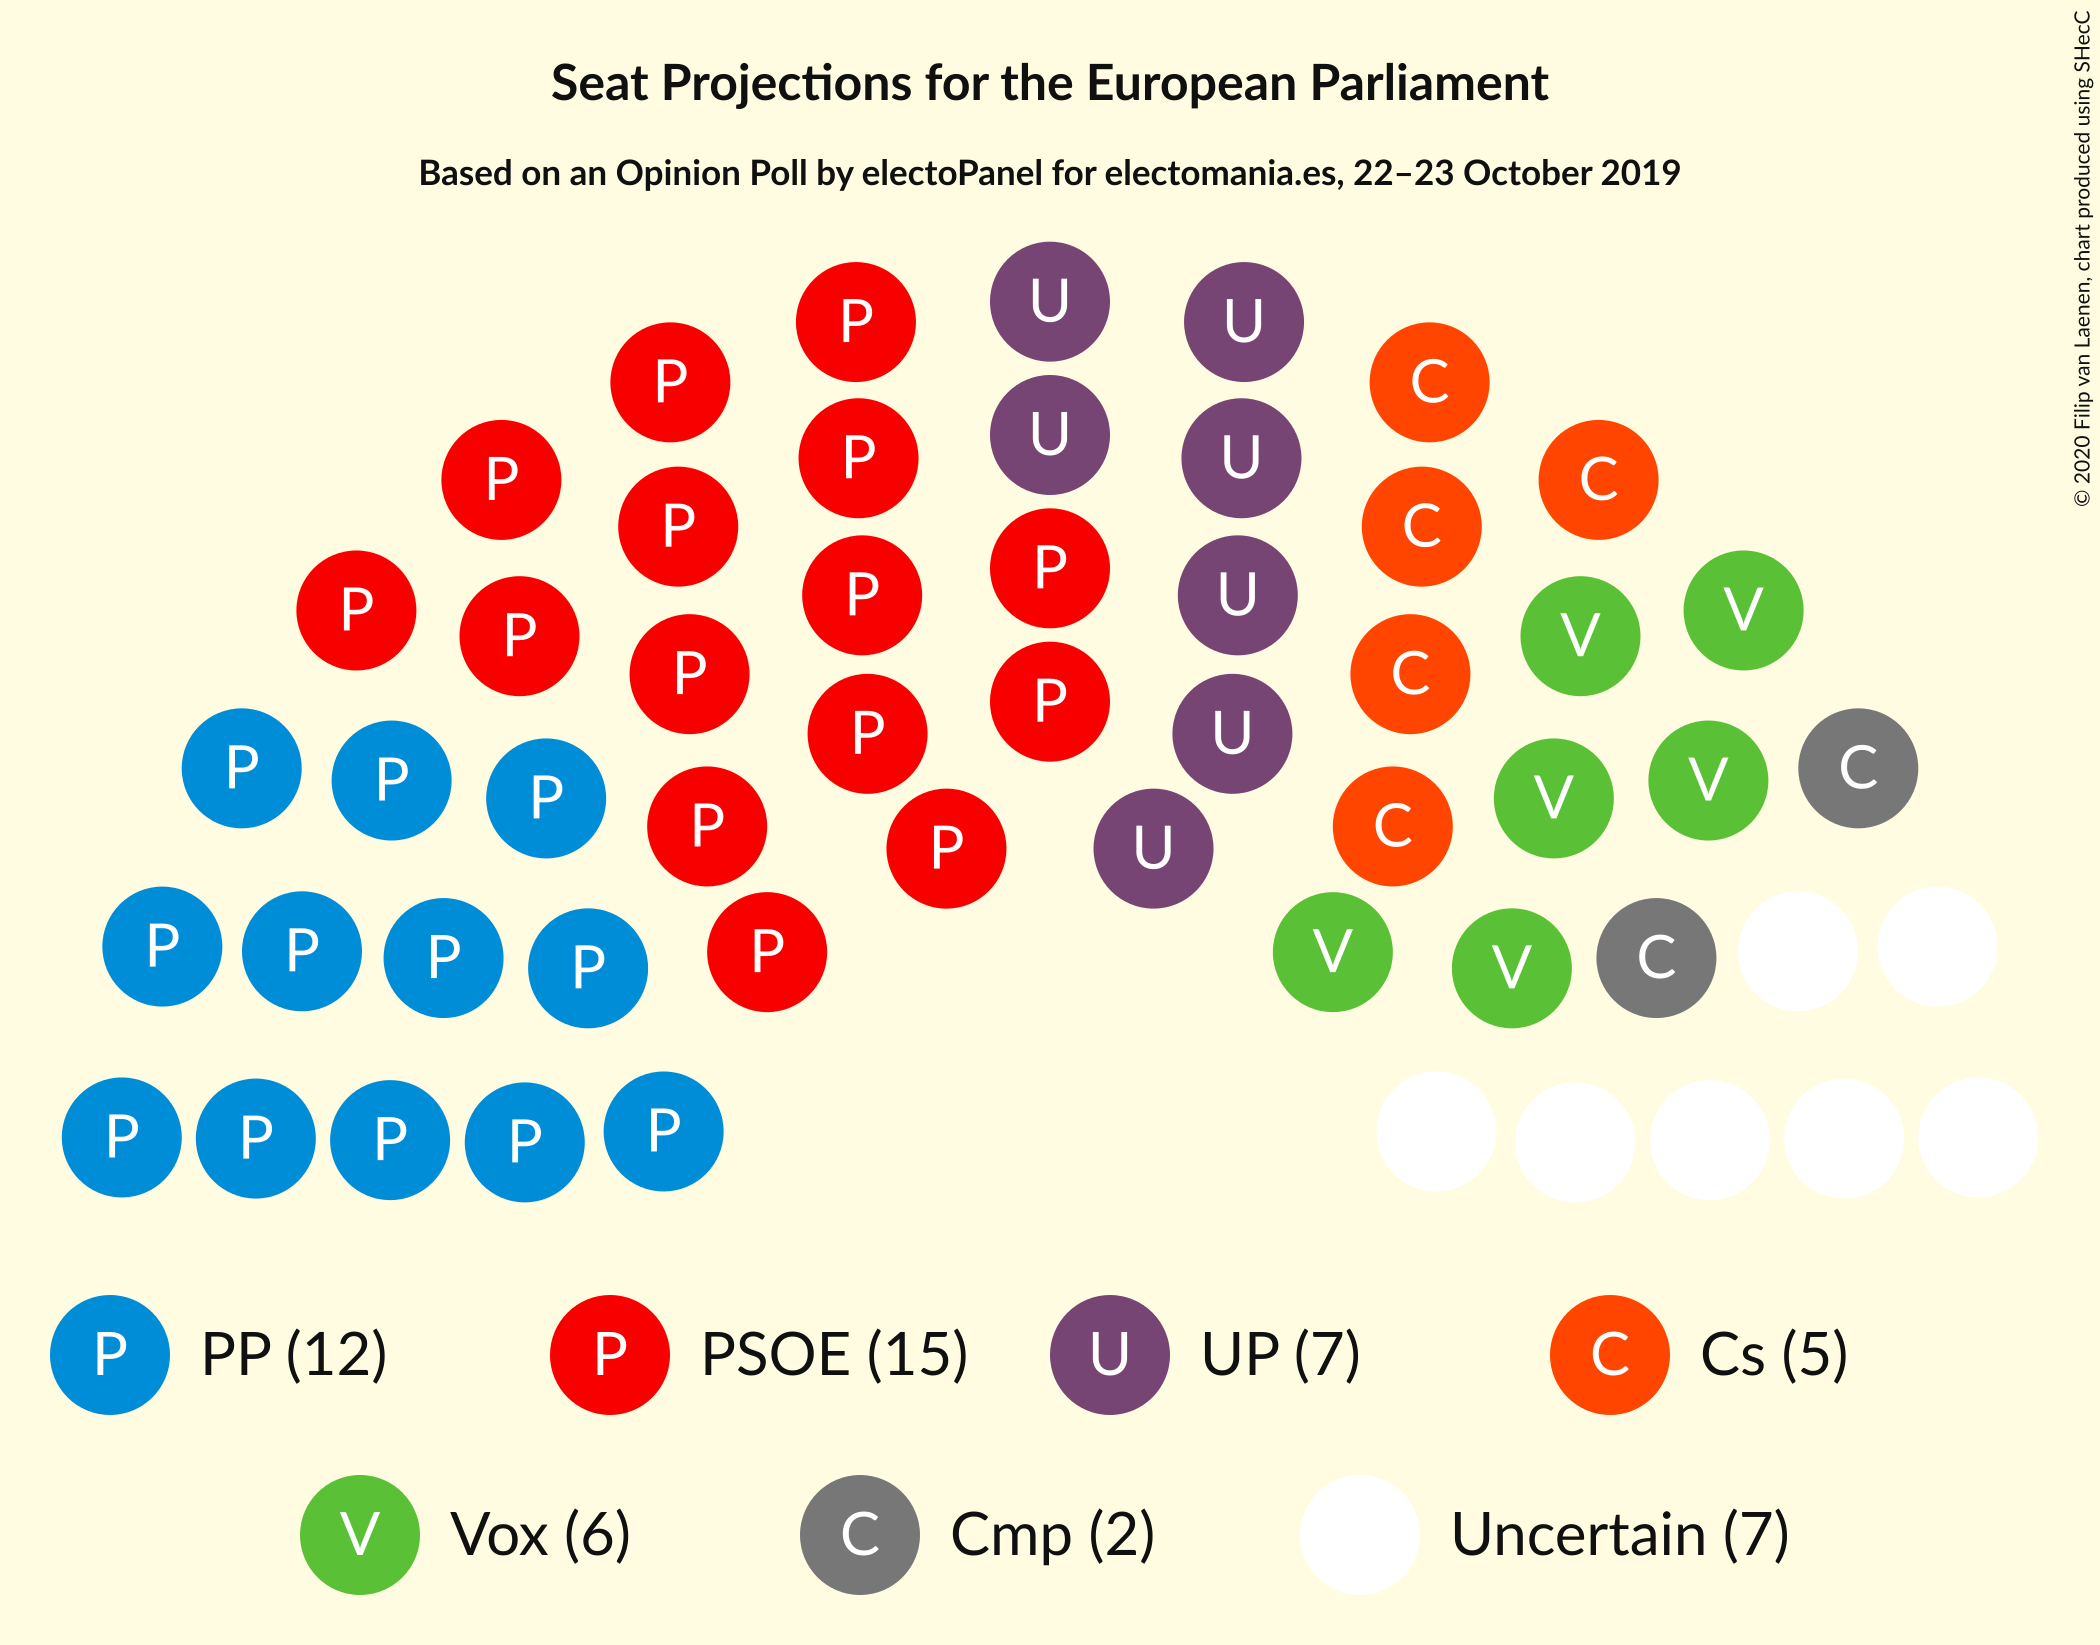 Seat Projections for the European Parliament
Based on an Opinion Poll by electoPanel for electomania.es, 22–23 October 2019
© 2020 Filip van Laenen, chart produced using SHecC
U
P U
P C
U
P U
P C
P C
P
P U
P V
P V
P C
P
P U
P P P V V C
P C
P U
P P P P P V V C
P P P P P
P PP (12) P PSOE (15) U UP (7) C Cs (5)
V Vox (6) C Cmp (2) Uncertain (7)